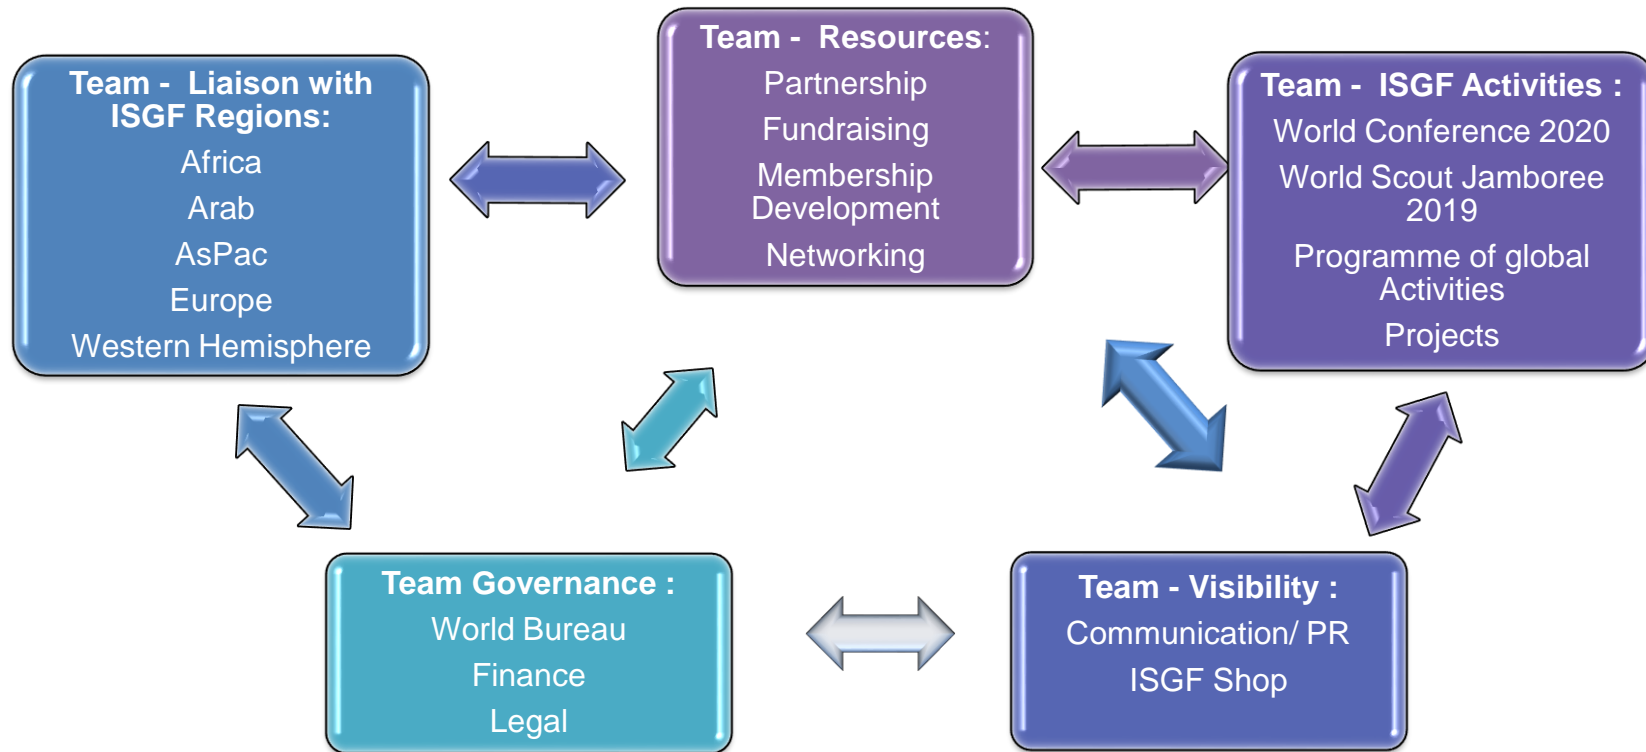 Team -  Liaison with
ISGF Regions:
Africa
Arab
AsPac
Europe
Western Hemisphere
Team -  Resources:
Partnership
Fundraising
Membership
Development
Networking
Team -  ISGF Activities :
World Conference 2020
World Scout Jamboree
2019
Programme of global
Activities
Projects
Team Governance :
World Bureau
Finance
Legal
Team - Visibility :
Communication/ PR
ISGF Shop